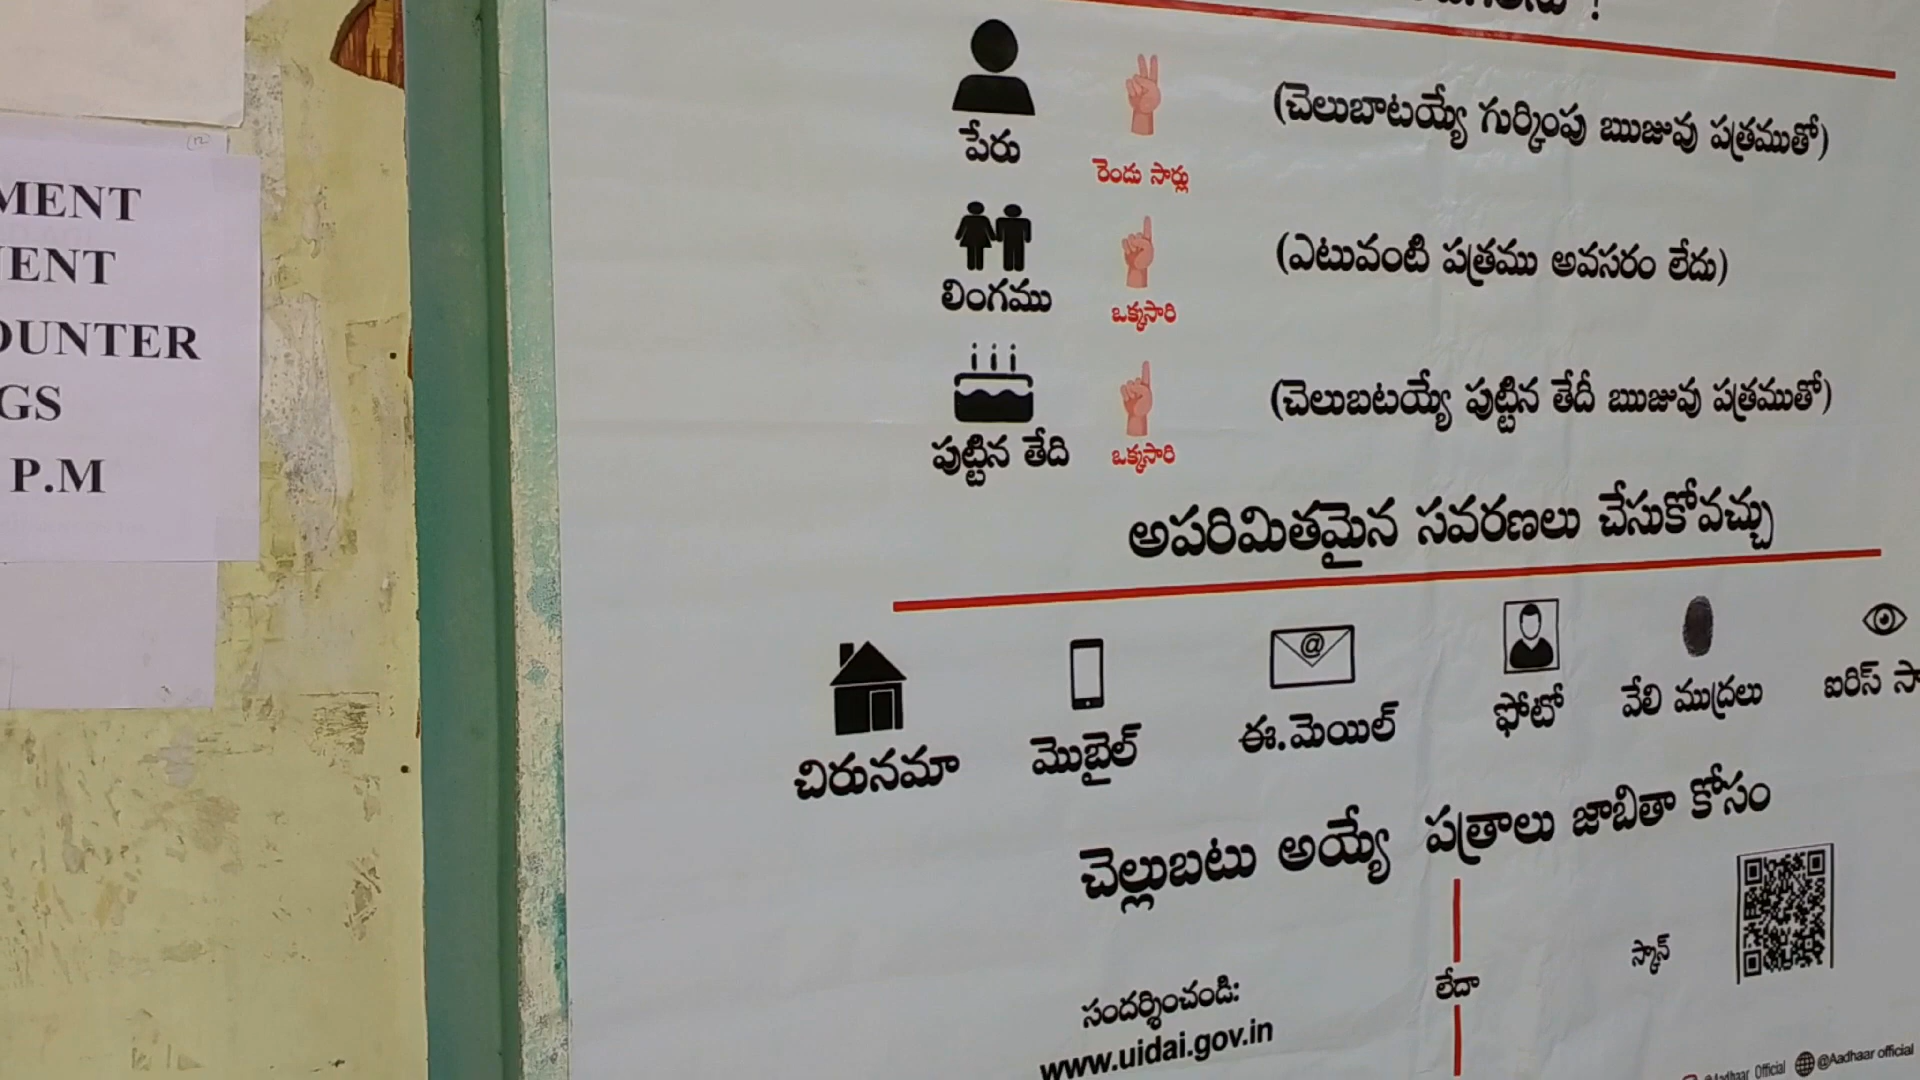 MENT
ENT
OUNTER
GS
P.M
పేరు
రెండు సార్లు
(చెలుబాటయ్యే గుర్కింపు ఋజువు పత్రముతో)
లింగము
ఒక్కసారి
(ఎటువంటి పత్రము అవసరం లేదు)
పుట్టిన తేది
ఒక్కసారి
(చెలుబటయ్యే పుట్టిన తేదీ ఋజువు పత్రముతో)
అపరిమితమైన సవరణలు చేసుకోవచ్చు
చిరునమా
మొబైల్
ఈ.మెయిల్
@
ఫోటో
వేలి ముద్రలు
ఐరిస్ సా
చెల్లుబటు అయ్యే పత్రాలు జాబితా కోసం
సందర్శించండి:
www.uidai.gov.in
లేదా
స్కాన్
@Aadhaar Official
@Aadhaar official